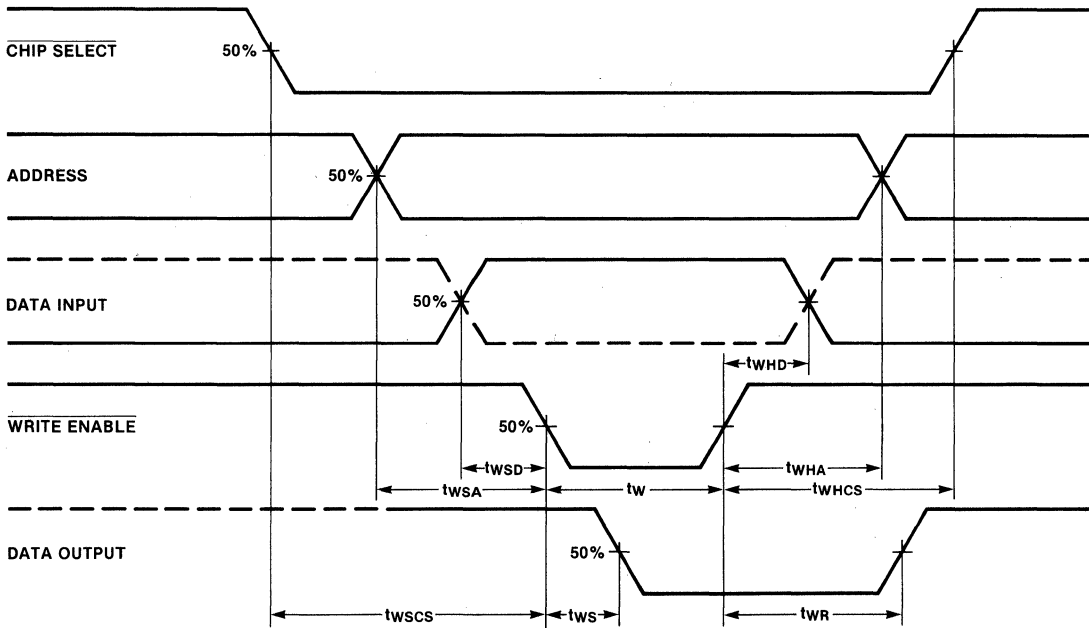 CHIP SELECT
50%
ADDRESS
50%
DATA INPUT
50%
tWHD
WRITE ENABLE
50%
tWSD
tWHA
tWSA
tW
tWHCS
DATA OUTPUT
50%
tWSCS
tWS
tWR